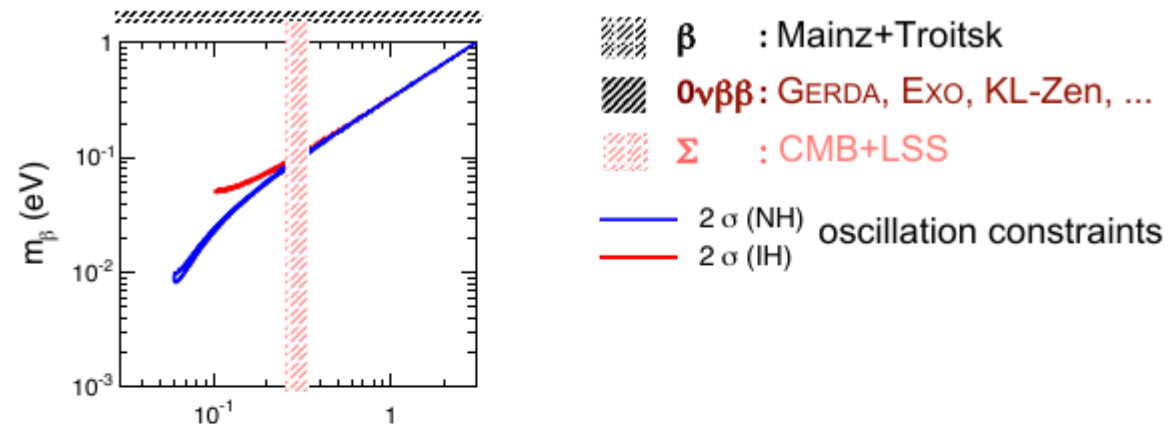 β : Mainz+Troitsk
0νββ: GERDA, EXO, KL-Zen, ...
Σ : CMB+LSS
2 σ (NH)
2 σ (IH)
oscillation constraints
m_β (eV)
1
10⁻¹
10⁻²
10⁻³
10⁻¹
1